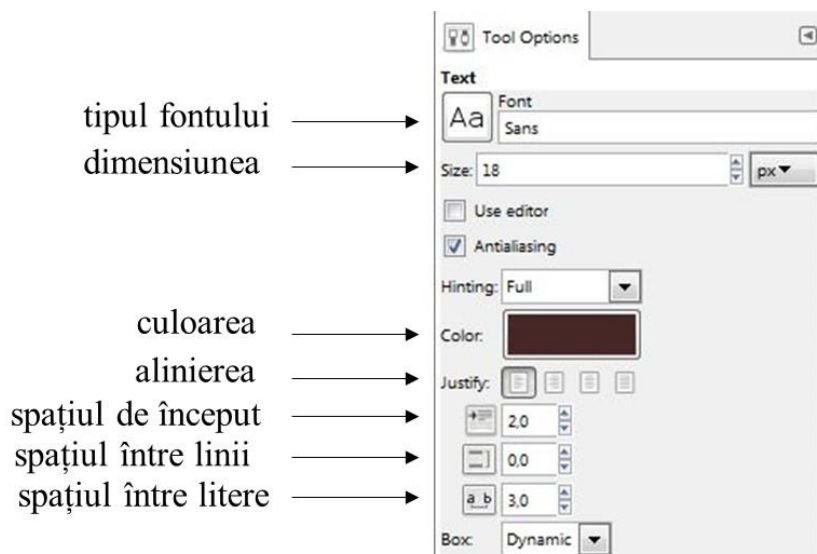 Tool Options
Text
tipul fontului Aa Font
Sans
dimensiunea Size: 18 px
Use editor
Antialiasing
Hinting: Full
culoarea Color:
alinierea Justify:
spațiul de început 2,0
spațiul între linii 0,0
spațiul între litere a b 3,0
Box: Dynamic